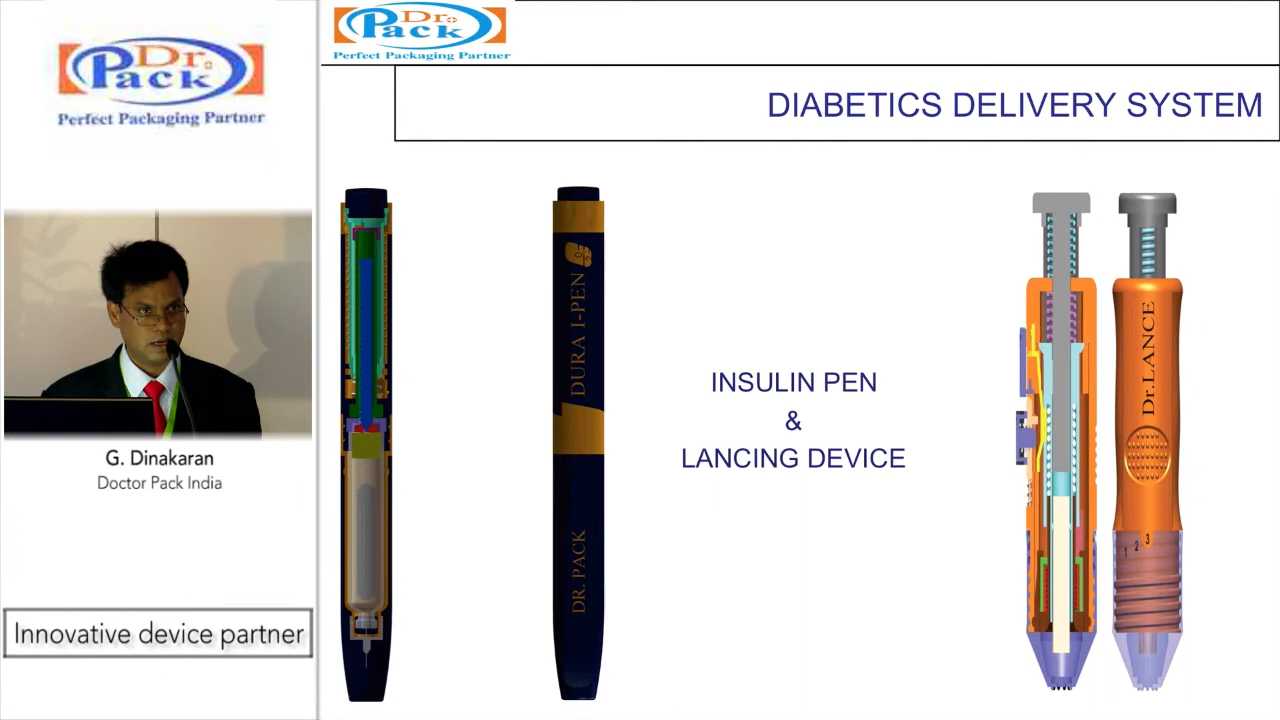 Dr.
Pack
Perfect Packaging Partner
G. Dinakaran
Doctor Pack India
Innovative device partner
Dr.
Pack
Perfect Packaging Partner
DIABETICS DELIVERY SYSTEM
DURA I-PEN
DR. PACK
INSULIN PEN
&
LANCING DEVICE
Dr.LANCE
1 2 3